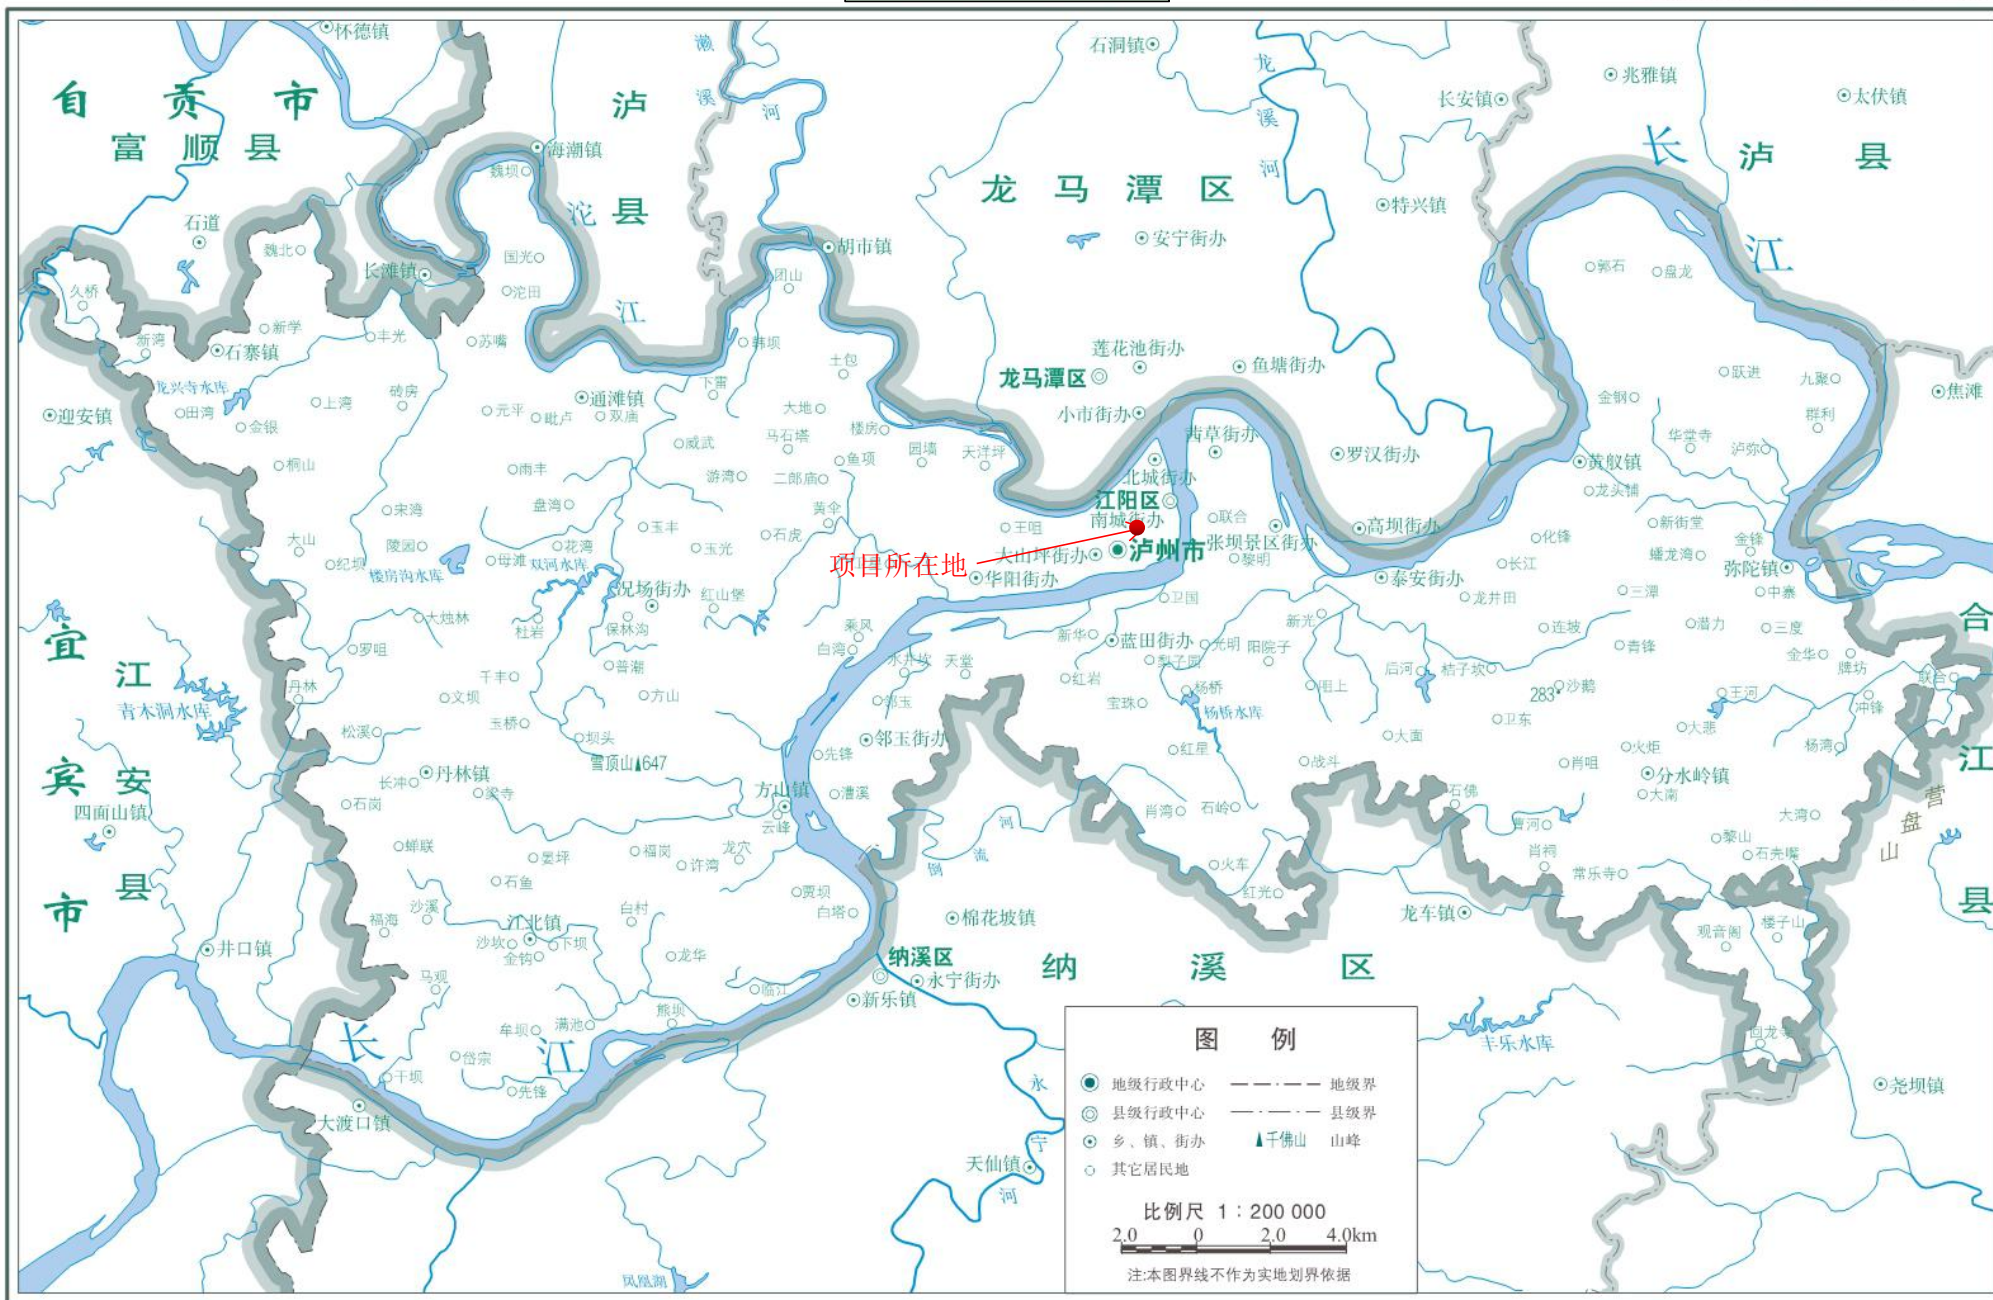 怀德镇
濑
溪
河
石洞镇
龙
溪
河
兆雅镇
长安镇
太伏镇
自贡市
富顺县
泸
县
海潮镇
魏坝
沱
江
龙马潭区
特兴镇
长
江
泸县
安宁街办
石道
魏北
长滩镇
国光
沱田
胡市镇
团山
郭石
盘龙
久桥
新湾
新学
石寨镇
丰光
苏嘴
韩坝
土包
莲花池街办
龙马潭区
鱼塘街办
跃进
九聚
焦滩
龙兴寺水库
田湾
金银
上湾
砖房
元平
毗卢
通滩镇
双庙
下雷
大地
楼房
小市街办
茜草街办
金钢
群利
迎安镇
威武
马石塔
鱼项
园墙
天洋坪
罗汉街办
黄舣镇
华堂寺
泸弥
桐山
雨丰
游湾
二郎庙
北城街办
江阳区
龙头铺
宋湾
盘湾
玉丰
石虎
黄伞
王咀
南城街办
联合
高坝街办
化锋
新街堂
金锋
大山
纪坝
陵园
楼房沟水库
母滩
花湾
双河水库
玉光
项目所在地
大山坪街办
泸州市
张坝景区街办
黎明
华阳街办
泰安街办
长江
蟠龙湾
弥陀镇
况场街办
红山堡
卫国
龙井田
三潭
中寨
大烛林
杜岩
保林沟
乘风
白湾
新华
蓝田街办
光明
新光
阳院子
连坡
潜力
三度
青锋
金华
牌坊
联合
宜
宾
市
江
安
县
合
江
县
罗咀
丹林
千丰
普潮
水井坎
天堂
梨子园
红岩
后河
桔子坎
沙鹅
283
王河
冲锋
青木洞水库
文坝
方山
邻玉
宝珠
杨桥
杨桥水库
卫东
大悲
松溪
玉桥
坝头
邻玉街办
红星
大面
火炬
杨湾
雪顶山
647
先锋
战斗
肖咀
分水岭镇
大南
丹林镇
长冲
梁寺
石岗
方山镇
云峰
漕溪
肖湾
石岭
石佛
曹河
大湾
营
盘
山
四面山镇
蝉联
晏坪
福岗
许湾
龙穴
倒
流
河
火车
肖祠
黎山
石壳嘴
常乐寺
石鱼
贾坝
白塔
红光
福海
沙溪
江北镇
白村
棉花坡镇
龙车镇
观音阁
楼子山
井口镇
沙坎
下坝
金钩
龙华
纳溪区
永宁街办
新乐镇
纳溪区
马观
临江
熊坝
长
江
牟坝
满池
岱宗
干坝
先锋
丰乐水库
回龙寺
大渡口镇
尧坝镇
永
宁
河
天仙镇
凤凰湖
图例
地级行政中心 地级界
县级行政中心 县级界
乡、镇、街办 千佛山 山峰
其它居民地
比例尺 1：200 000
2.0 0 2.0 4.0km
注:本图界线不作为实地划界依据